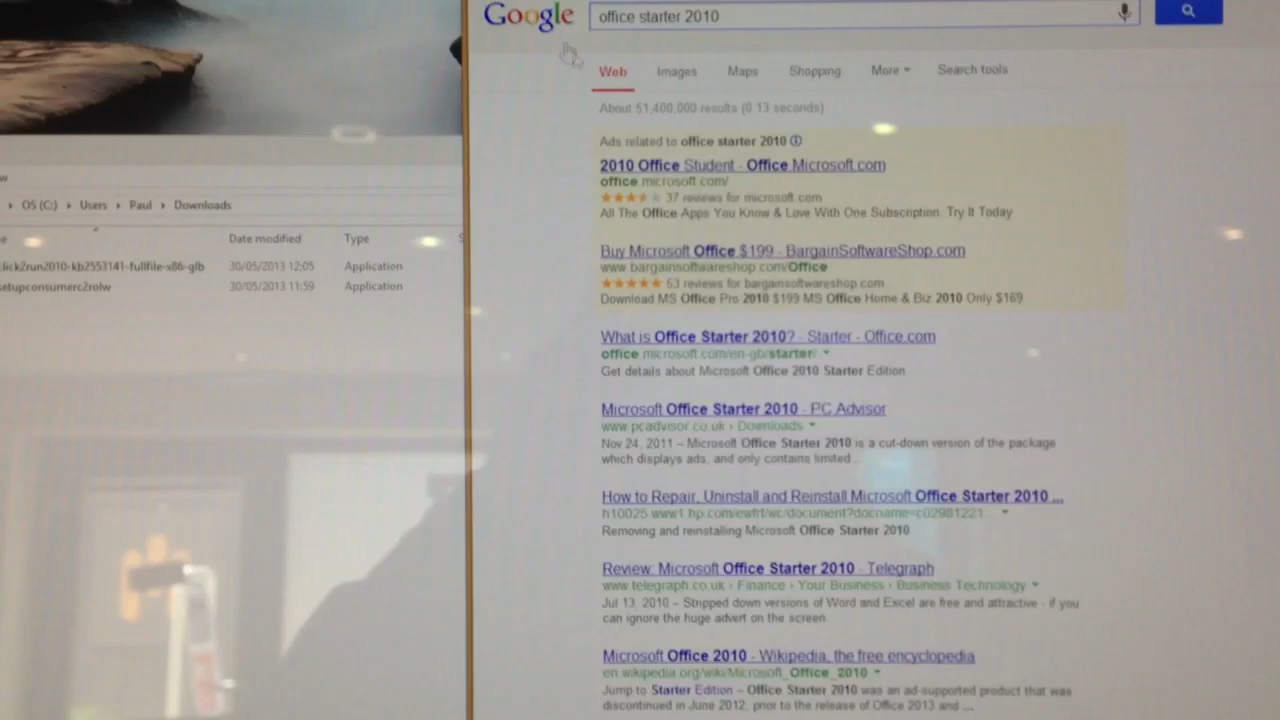 Google
office starter 2010
Web Images Maps Shopping More Search tools
About 51,400,000 results (0.13 seconds)
Ads related to office starter 2010
2010 Office Student - Office.Microsoft.com
office.microsoft.com/
37 reviews for microsoft.com
All The Office Apps You Know & Love With One Subscription. Try It Today
Buy Microsoft Office $199 - BargainSoftwareShop.com
www.bargainsoftwareshop.com/Office
53 reviews for bargainsoftwareshop.com
Download MS Office Pro 2010 $199 MS Office Home & Biz 2010 Only $169
What is Office Starter 2010? - Starter - Office.com
office.microsoft.com/en-gb/starter/
Get details about Microsoft Office 2010 Starter Edition.
Microsoft Office Starter 2010 - PC Advisor
www.pcadvisor.co.uk › Downloads
Nov 24, 2011 – Microsoft Office Starter 2010 is a cut-down version of the package
which displays ads, and only contains limited...
How to Repair, Uninstall and Reinstall Microsoft Office Starter 2010 ...
h10025.www1.hp.com/ewfrf/wc/document?docname=c02981221...
Removing and reinstalling Microsoft Office Starter 2010
Review: Microsoft Office Starter 2010 - Telegraph
www.telegraph.co.uk › Finance › Your Business › Business Technology
Jul 13, 2010 – Stripped down versions of Word and Excel are free and attractive - if you
can ignore the huge advert on the screen.
Microsoft Office 2010 - Wikipedia, the free encyclopedia
en.wikipedia.org/wiki/Microsoft_Office_2010
Jump to Starter Edition – Office Starter 2010 was an ad-supported product that was
discontinued in June 2012, prior to the release of Office 2013 and ...
w
OS (C:) Users Paul Downloads
e Date modified Type S
lick2run2010-kb2553141-fullfile-x86-glb 30/05/2013 12:05 Application
etupconsumerc2rolw 30/05/2013 11:59 Application